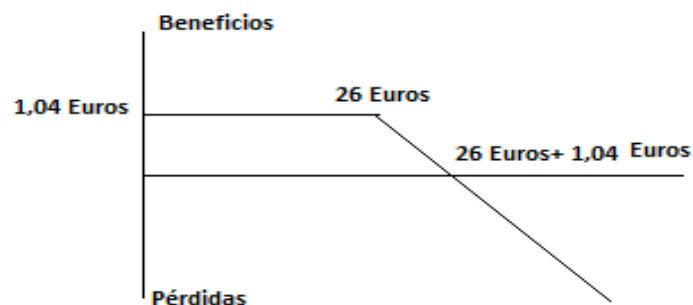 Beneficios
1,04 Euros
26 Euros
26 Euros+ 1,04 Euros
Pérdidas